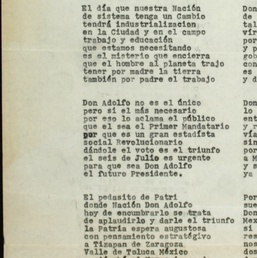 El día que nuestra Nación
de sistema tenga un Cambio
tendrá industrializacion
en la Ciudad y en el campo
trabajo y educación
que estamos necesitando
es el misterio que encierra
que el hombre al planeta trajo
tener por madre la tierra
también por padre el trabajo
Don Adolfo no es el único
pero si el más necesario
por eso lo aclama el público
que el sea el Primer Mandatario
por que es un gran estadista
social Revolucionario
dándole el voto es el triunfo
el seis de Julio es urgente
para que sea Don Adolfo
el futuro Presidente.
El pedasito de Patri
donde Nación Don Adolfo
hoy de encumbrarlo se trata
de aplaudirlo y darle el triunfo
la Patria espera augustosa
con pensamiento estratégivo
a Tizapan de Zaragoza
Valle de Toluca México